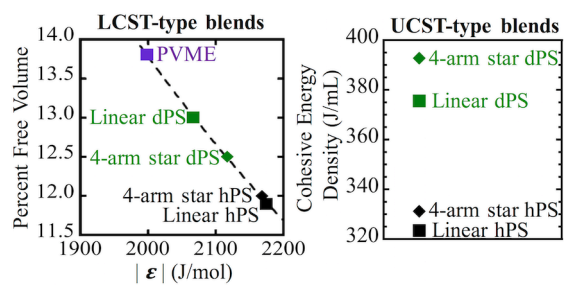 LCST-type blends
Percent Free Volume
14.0
13.5
13.0
12.5
12.0
11.5
PVME
Linear dPS
4-arm star dPS
4-arm star hPS
Linear hPS
1900 2000 2100 2200
| ε | (J/mol)
UCST-type blends
Cohesive Energy
Density (J/mL)
400
380
360
340
320
4-arm star dPS
Linear dPS
4-arm star hPS
Linear hPS